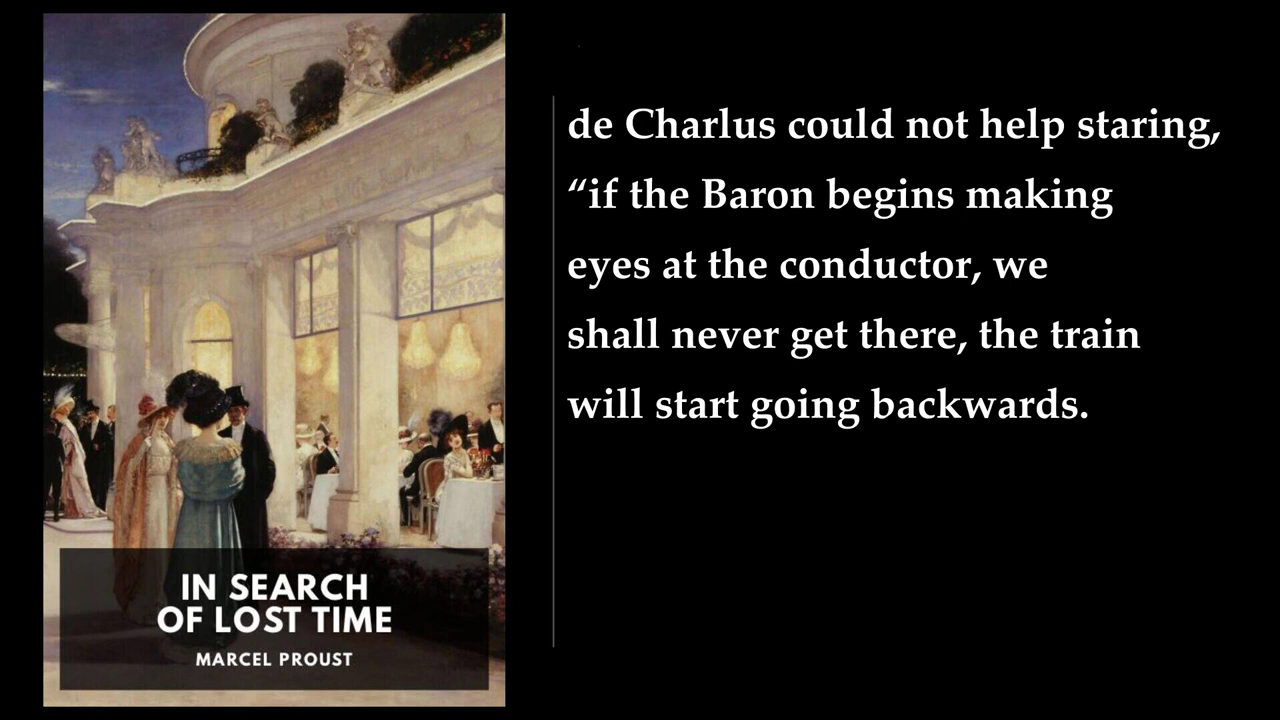 de Charlus could not help staring,
“if the Baron begins making
eyes at the conductor, we
shall never get there, the train
will start going backwards.
IN SEARCH
OF LOST TIME
MARCEL PROUST